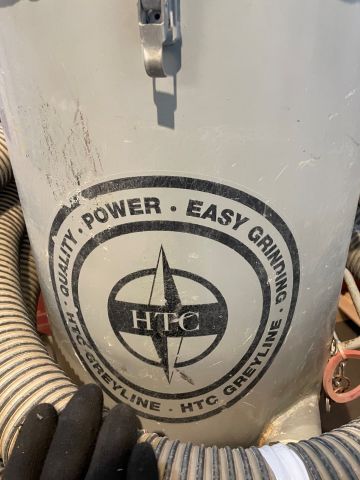 · QUALITY · POWER · EASY GRINDING ·
HTC
HTC GREYLINE · HTC GREYLINE